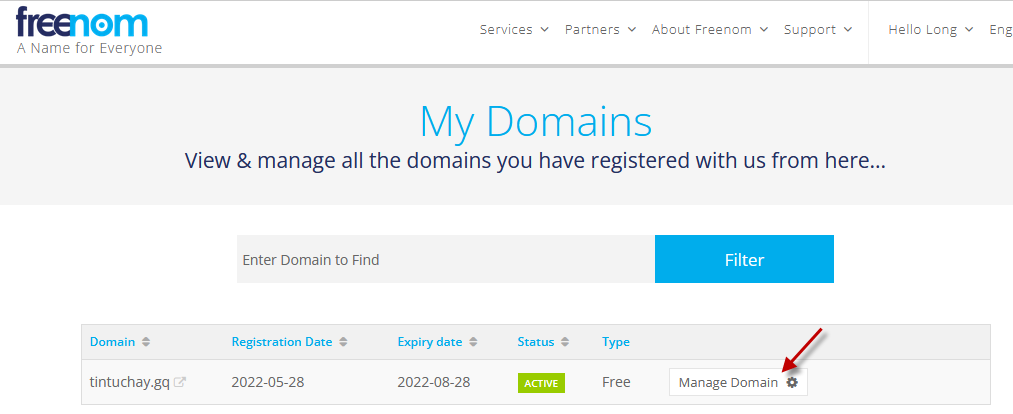 freenom
A Name for Everyone
Services Partners About Freenom Support Hello Long Eng
My Domains
View & manage all the domains you have registered with us from here...
Enter Domain to Find Filter
Domain Registration Date Expiry date Status Type
tintuchay.gq 2022-05-28 2022-08-28 ACTIVE Free Manage Domain